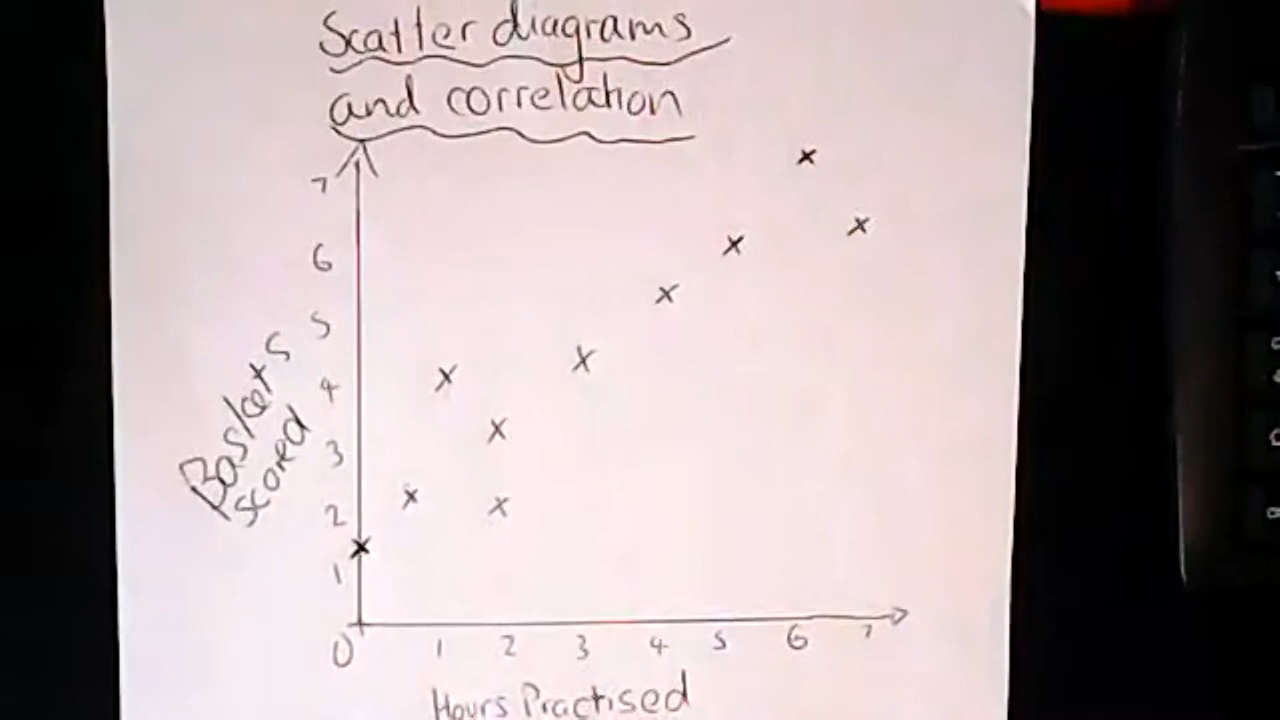 Scatter diagrams
and correlation
7
6
5
4
3
2
1
0
Baskets
scored
1 2 3 4 5 6 7
Hours Practised